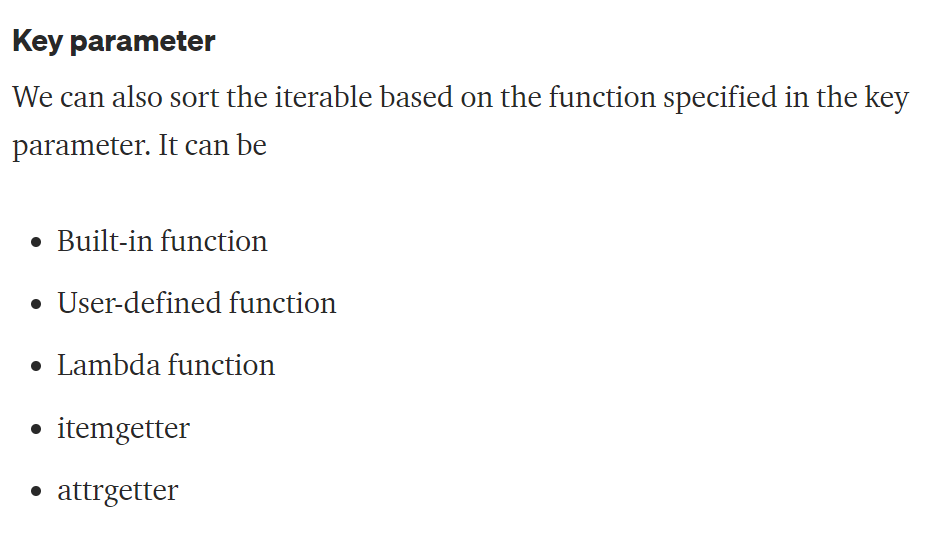 Key parameter
We can also sort the iterable based on the function specified in the key
parameter. It can be
• Built-in function
• User-defined function
• Lambda function
• itemgetter
• attrgetter